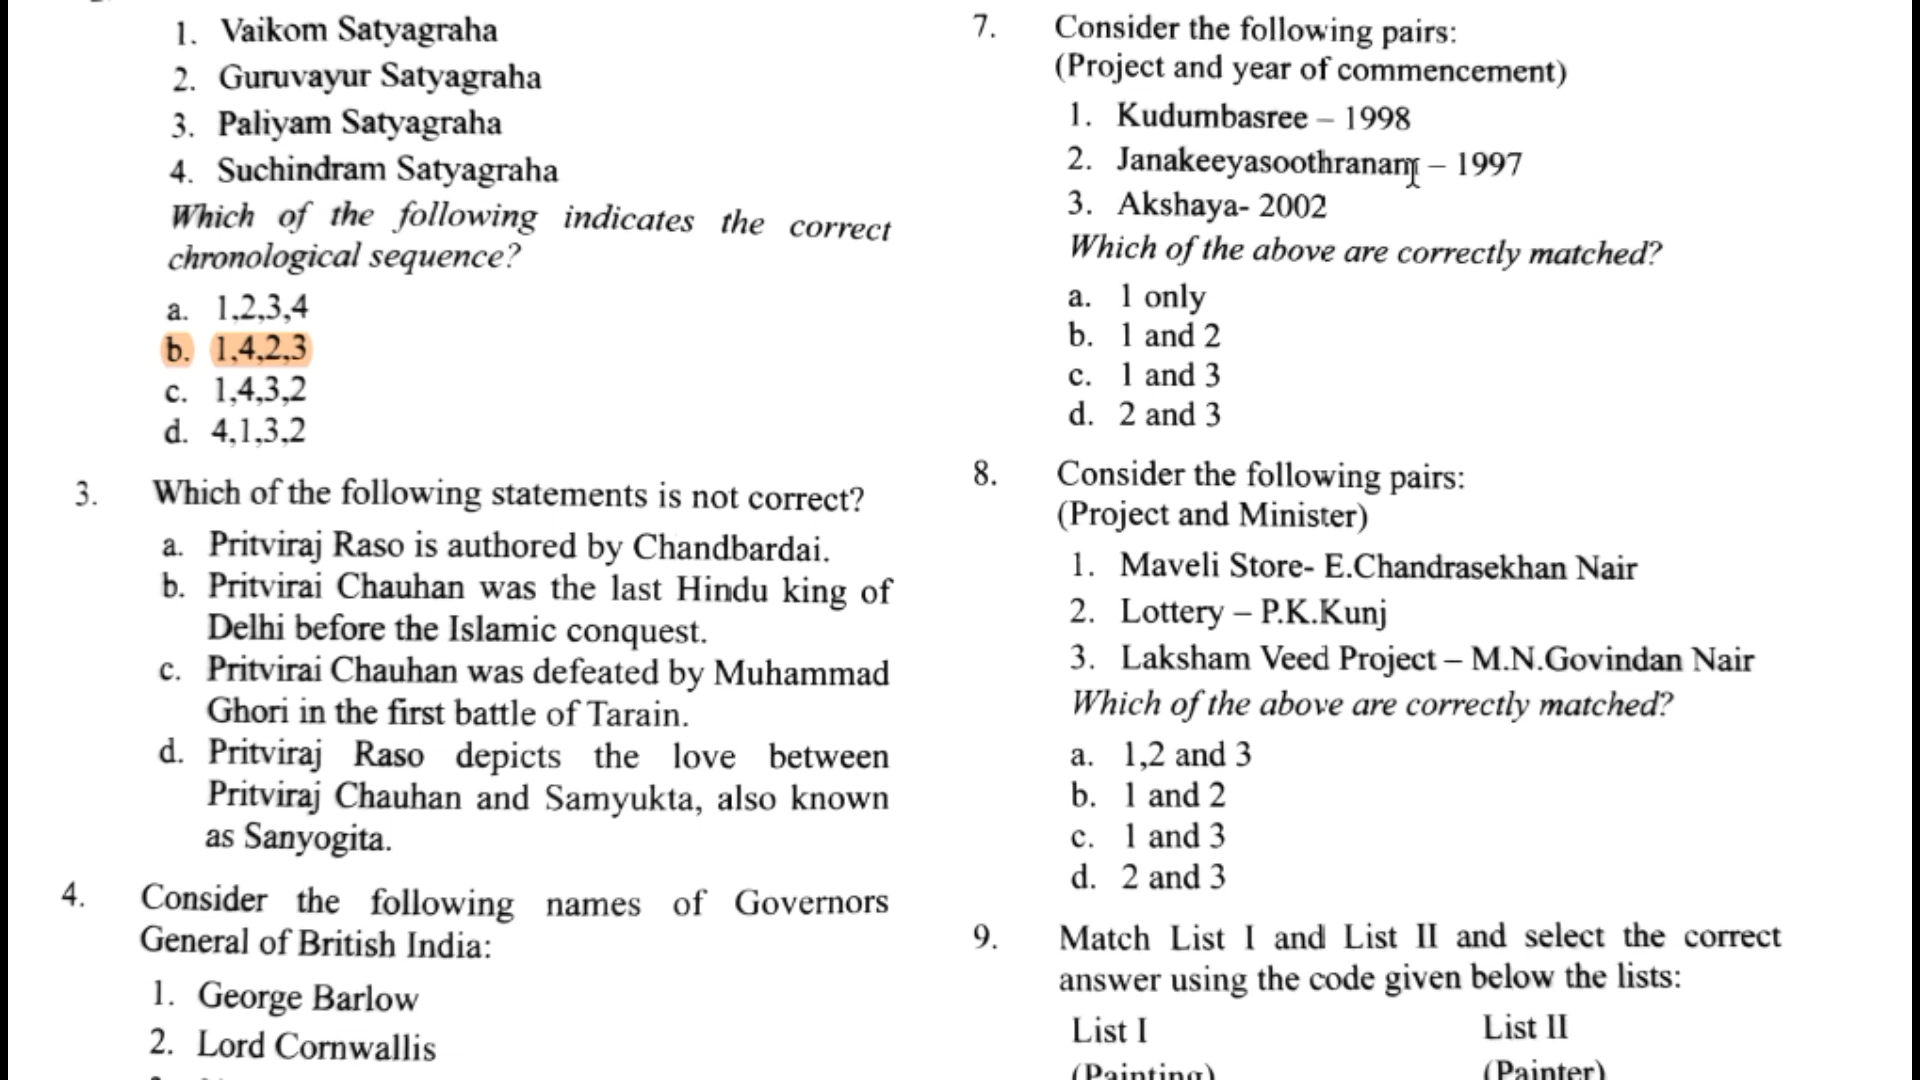 1. Vaikom Satyagraha
2. Guruvayur Satyagraha
3. Paliyam Satyagraha
4. Suchindram Satyagraha
Which of the following indicates the correct
chronological sequence?
a. 1,2,3,4
b. 1,4,2,3
c. 1,4,3,2
d. 4,1,3,2
3. Which of the following statements is not correct?
a. Pritviraj Raso is authored by Chandbardai.
b. Pritvirai Chauhan was the last Hindu king of
Delhi before the Islamic conquest.
c. Pritvirai Chauhan was defeated by Muhammad
Ghori in the first battle of Tarain.
d. Pritviraj Raso depicts the love between
Pritviraj Chauhan and Samyukta, also known
as Sanyogita.
4. Consider the following names of Governors
General of British India:
1. George Barlow
2. Lord Cornwallis
7. Consider the following pairs:
(Project and year of commencement)
1. Kudumbasree – 1998
2. Janakeeyasoothranam – 1997
3. Akshaya- 2002
Which of the above are correctly matched?
a. 1 only
b. 1 and 2
c. 1 and 3
d. 2 and 3
8. Consider the following pairs:
(Project and Minister)
1. Maveli Store- E.Chandrasekhan Nair
2. Lottery – P.K.Kunj
3. Laksham Veed Project – M.N.Govindan Nair
Which of the above are correctly matched?
a. 1,2 and 3
b. 1 and 2
c. 1 and 3
d. 2 and 3
9. Match List I and List II and select the correct
answer using the code given below the lists:
List I List II
(Painting) (Painter)